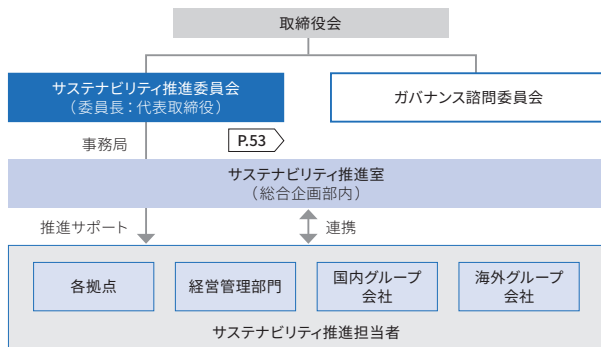 取締役会
サステナビリティ推進委員会
（委員長：代表取締役）
ガバナンス諮問委員会
事務局
P.53
サステナビリティ推進室
（総合企画部内）
推進サポート
連携
各拠点
経営管理部門
国内グループ
会社
海外グループ
会社
サステナビリティ推進担当者